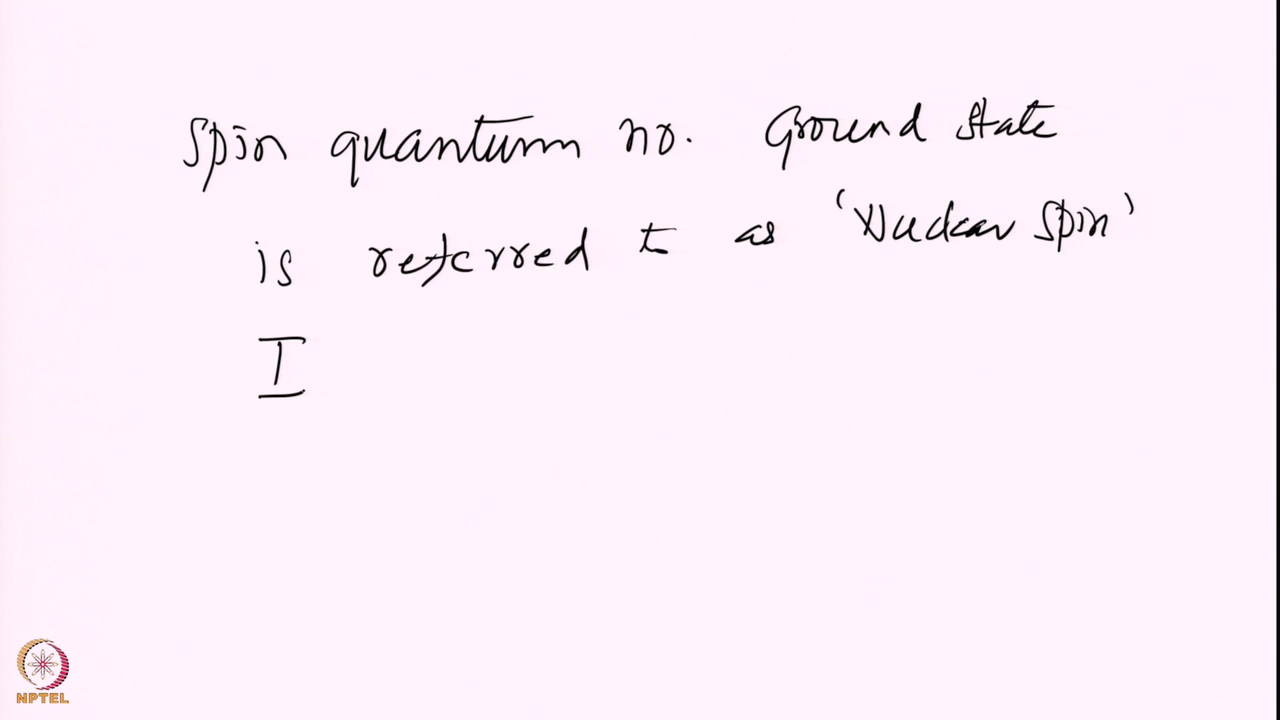 Spin quantum no. Ground State
is referred to as 'Nuclear Spin'
I
NPTEL